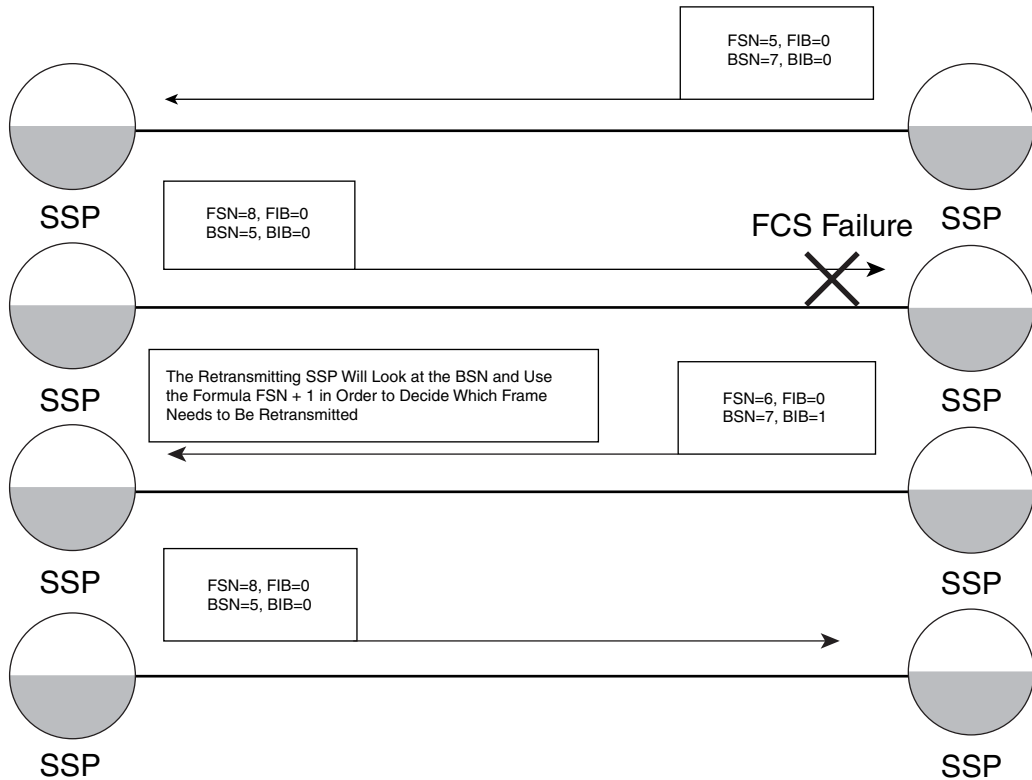 FSN=5, FIB=0
BSN=7, BIB=0
SSP
SSP
FSN=8, FIB=0
BSN=5, BIB=0
FCS Failure
SSP
SSP
The Retransmitting SSP Will Look at the BSN and Use
the Formula FSN + 1 in Order to Decide Which Frame
Needs to Be Retransmitted
FSN=6, FIB=0
BSN=7, BIB=1
SSP
SSP
FSN=8, FIB=0
BSN=5, BIB=0
SSP
SSP